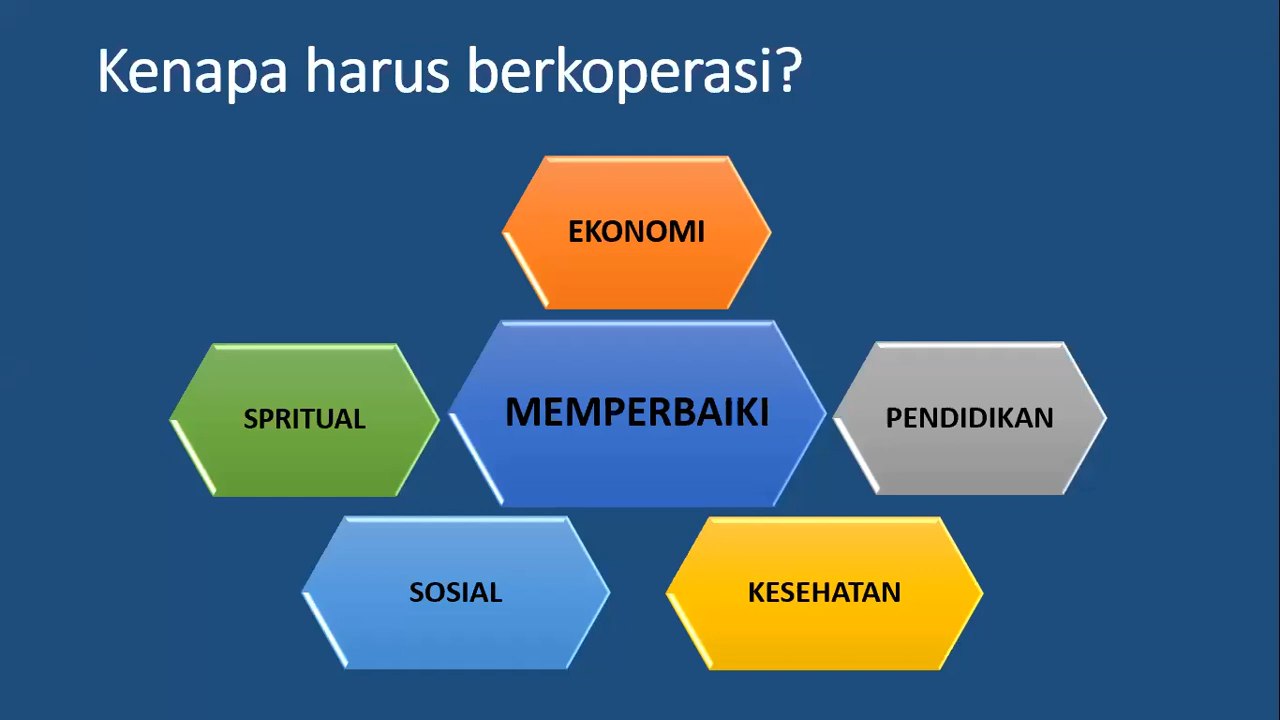 Kenapa harus berkoperasi?
EKONOMI
SPRITUAL
MEMPERBAIKI
PENDIDIKAN
SOSIAL
KESEHATAN